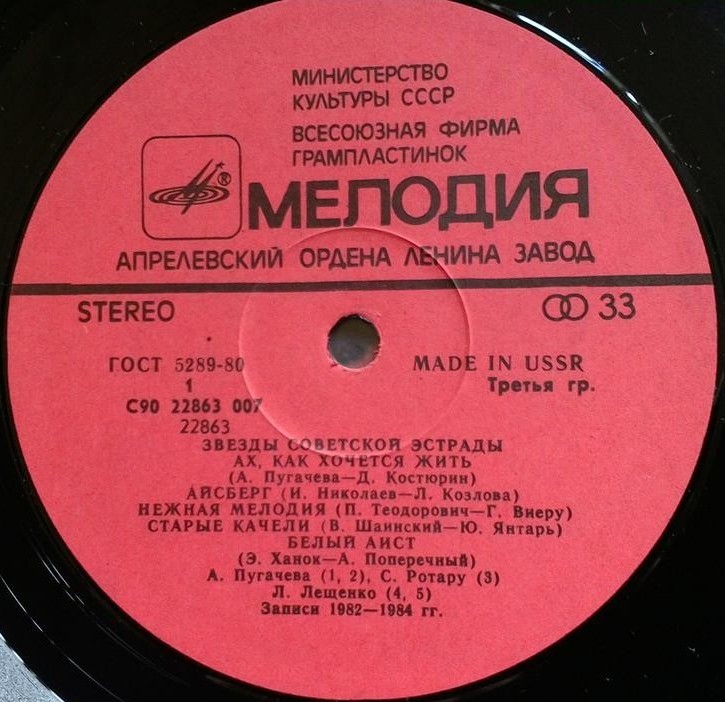 МИНИСТЕРСТВО
КУЛЬТУРЫ СССР
ВСЕСОЮЗНАЯ ФИРМА
ГРАМПЛАСТИНОК
®
МЕЛОДИЯ
АПРЕЛЕВСКИЙ ОРДЕНА ЛЕНИНА ЗАВОД
STEREO
33
ГОСТ 5289-80
MADE IN USSR
1
Третья гр.
С90 22863 007
22863
ЗВЕЗДЫ СОВЕТСКОЙ ЭСТРАДЫ
АХ, КАК ХОЧЕТСЯ ЖИТЬ
(А. Пугачева—Д. Костюрин)
АЙСБЕРГ (И. Николаев—Л. Козлова)
НЕЖНАЯ МЕЛОДИЯ (П. Теодорович—Г. Виеру)
СТАРЫЕ КАЧЕЛИ (В. Шаинский—Ю. Янтарь)
БЕЛЫЙ АИСТ
(Э. Ханок—А. Поперечный)
А. Пугачева (1, 2), С. Ротару (3)
Л. Лещенко (4, 5)
Записи 1982—1984 гг.